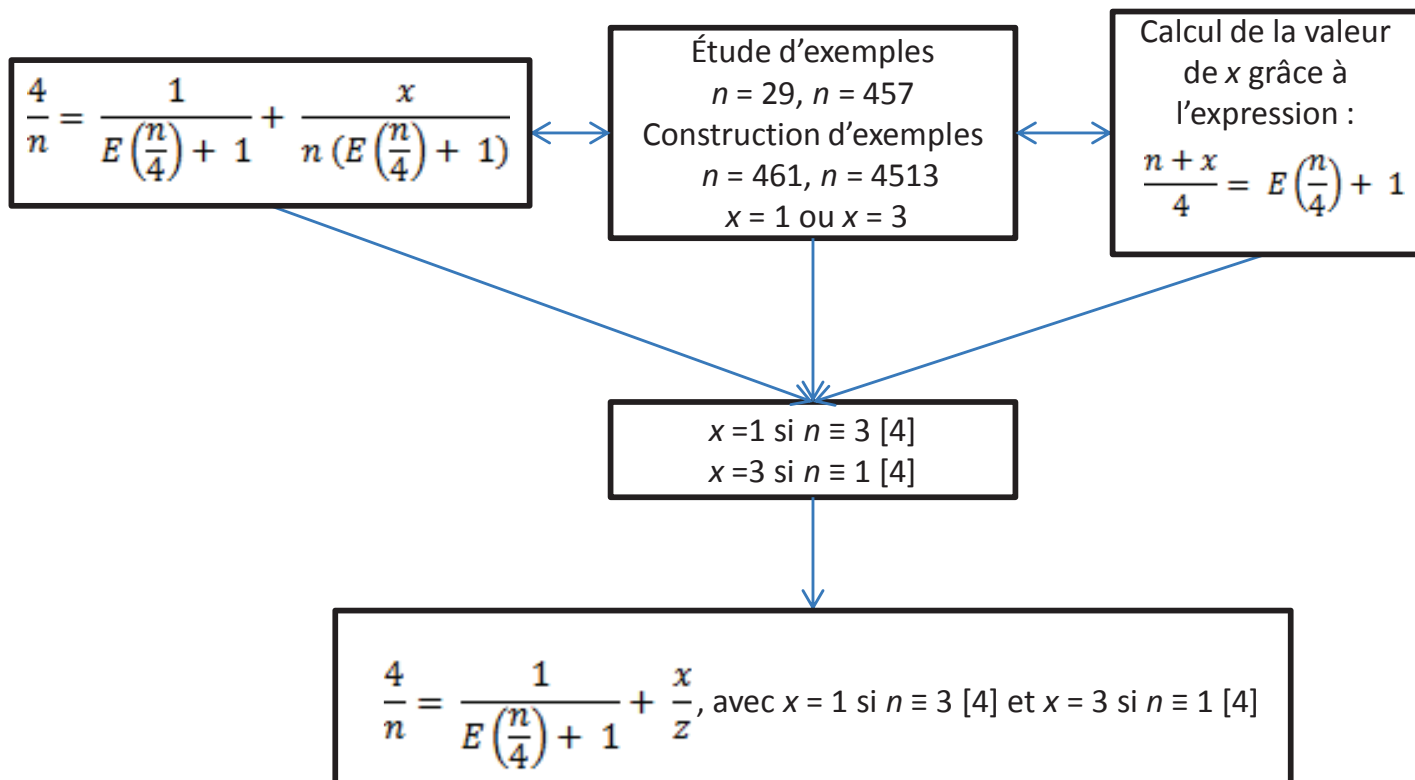 4/n = 1/(E(n/4) + 1) + x/(n (E(n/4) + 1))
Étude d’exemples
n = 29, n = 457
Construction d’exemples
n = 461, n = 4513
x = 1 ou x = 3
Calcul de la valeur
de x grâce à
l’expression :
(n + x)/4 = E(n/4) + 1
x =1 si n ≡ 3 [4]
x =3 si n ≡ 1 [4]
4/n = 1/(E(n/4) + 1) + x/z, avec x = 1 si n ≡ 3 [4] et x = 3 si n ≡ 1 [4]